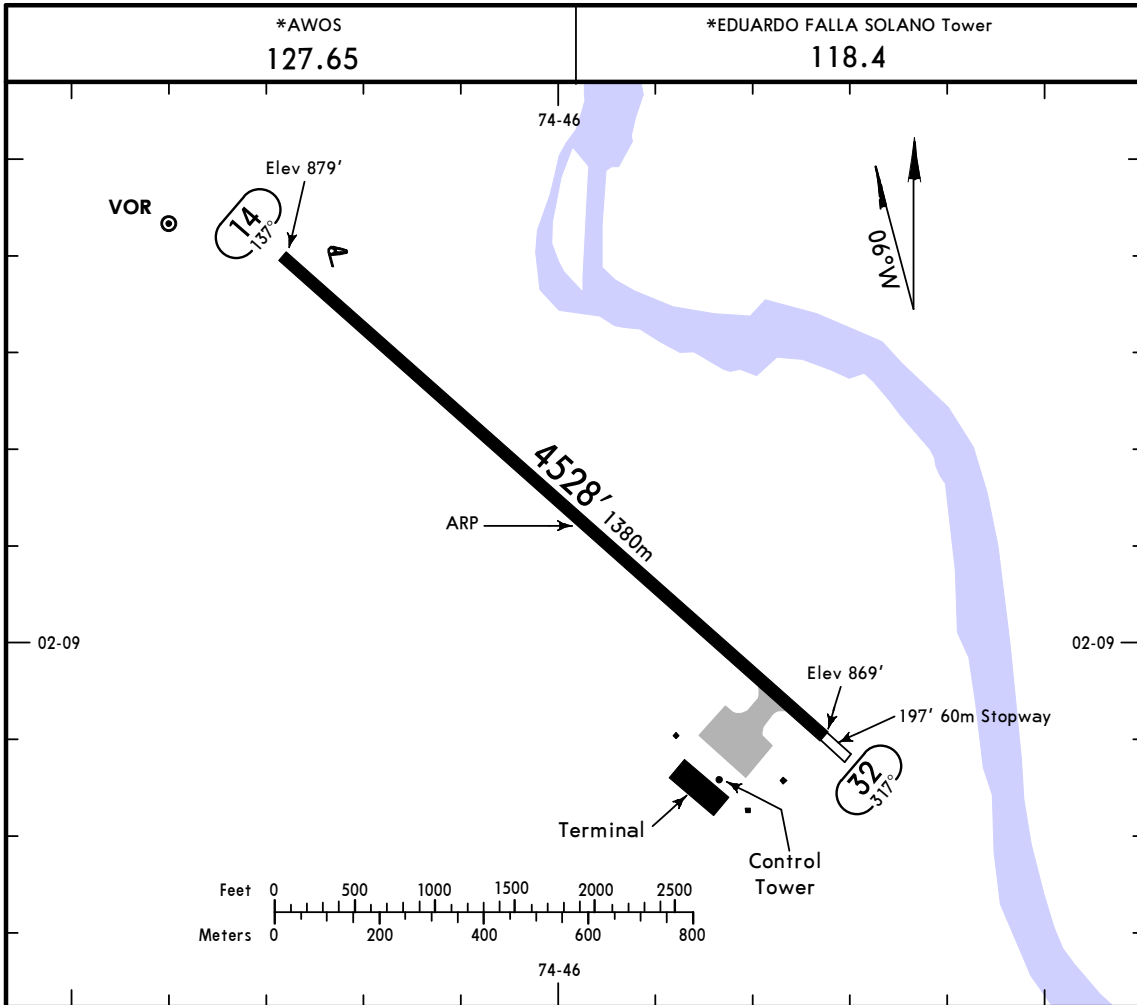 *AWOS
127.65
*EDUARDO FALLA SOLANO Tower
118.4
74-46
Elev 879'
VOR
14
137°
06°W
4528'
1380m
ARP
02-09
02-09
Elev 869'
197' 60m Stopway
32
317°
Terminal
Control
Tower
Feet 0 500 1000 1500 2000 2500
Meters 0 200 400 600 800
74-46